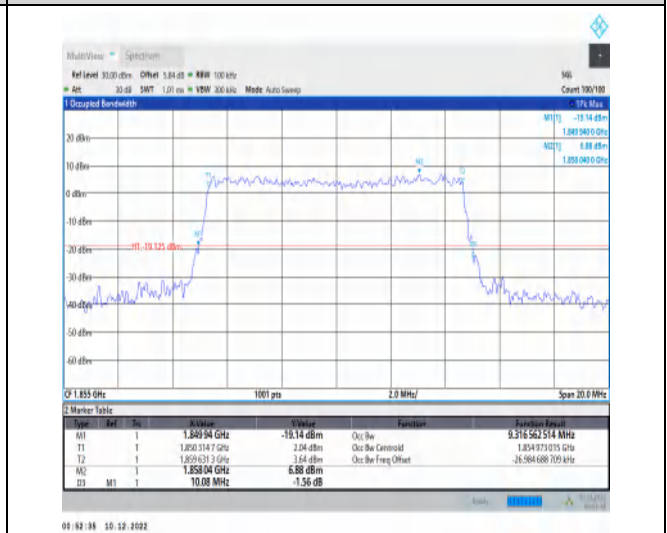 MultiView Spectrum
Ref Level 30.00 dBm Offset 5.84 dB RBW 100 kHz SGL
Att 30 dB SWT 1.01 ms VBW 300 kHz Mode Auto Sweep Count 100/100
1 Occupied Bandwidth 1Pk Max
M1[1] -19.14 dBm
1.849 940 0 GHz
M2[1] 6.88 dBm
1.858 040 0 GHz
20 dBm
10 dBm
0 dBm
-10 dBm
-20 dBm
H1 -19.125 dBm
-30 dBm
-40 dBm
-50 dBm
-60 dBm
M1
T1
M2
CF 1.855 GHz 1001 pts 2.0 MHz/ Span 20.0 MHz
2 Marker Table
Type Ref Trc X-Value Y-Value Function Function Result
M1 1 1.849 94 GHz -19.14 dBm Occ Bw 9.316 562 514 MHz
T1 1 1.850 314 7 GHz 2.04 dBm Occ Bw Centroid 1.854 973 015 GHz
T2 1 1.859 631 3 GHz 3.64 dBm Occ Bw Freq Offset -26.984 688 709 kHz
M2 1 1.858 04 GHz 6.88 dBm
D3 M1 1 10.08 MHz -1.56 dB
00:52:35 10.12.2022